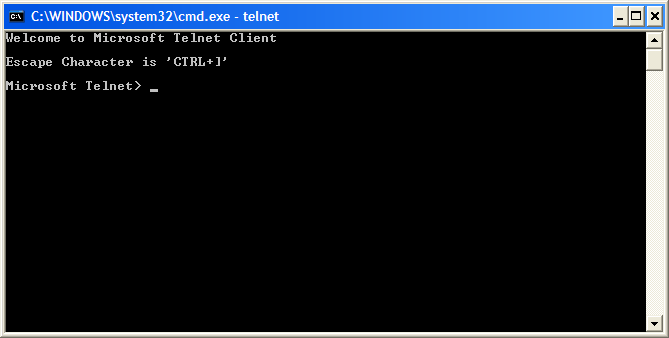 C:\WINDOWS\system32\cmd.exe - telnet
Welcome to Microsoft Telnet Client
Escape Character is 'CTRL+]'
Microsoft Telnet> _